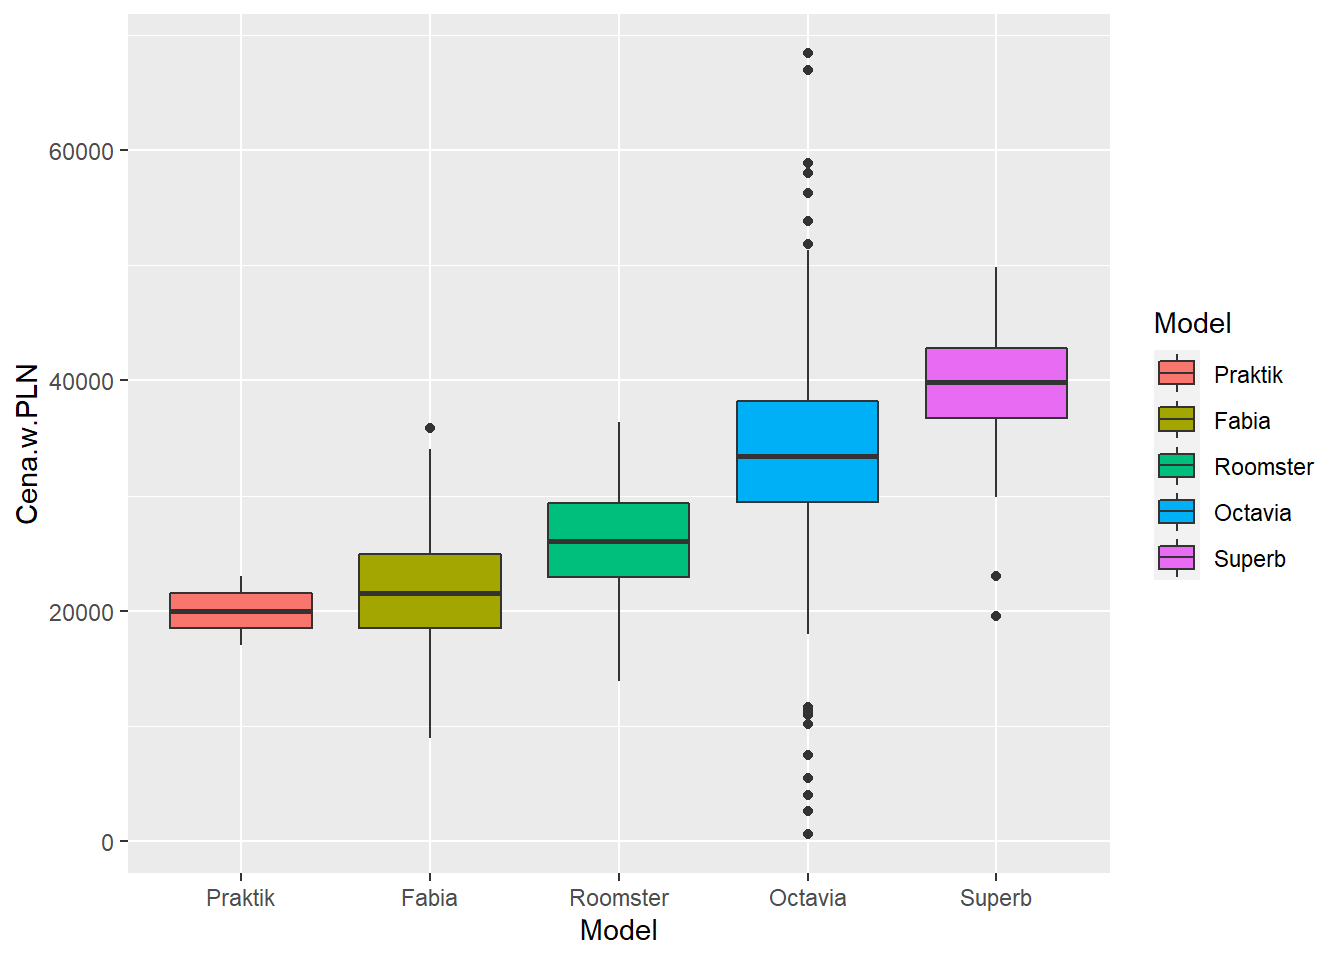 Cena.w.PLN
60000
40000
20000
0
Praktik
Fabia
Roomster
Octavia
Superb
Model
Model
Praktik
Fabia
Roomster
Octavia
Superb